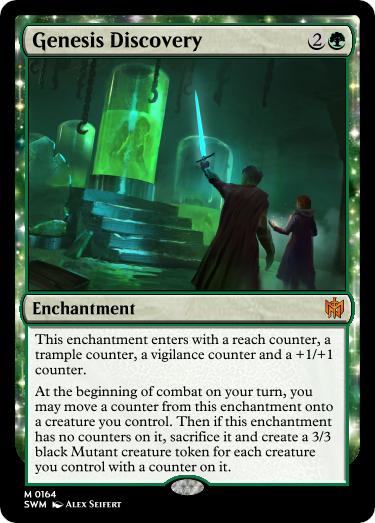 Genesis Discovery 2
Enchantment
This enchantment enters with a reach counter, a
trample counter, a vigilance counter and a +1/+1
counter.
At the beginning of combat on your turn, you
may move a counter from this enchantment onto
a creature you control. Then if this enchantment
has no counters on it, sacrifice it and create a 3/3
black Mutant creature token for each creature
you control with a counter on it.
M 0164
SWM Alex Seifert